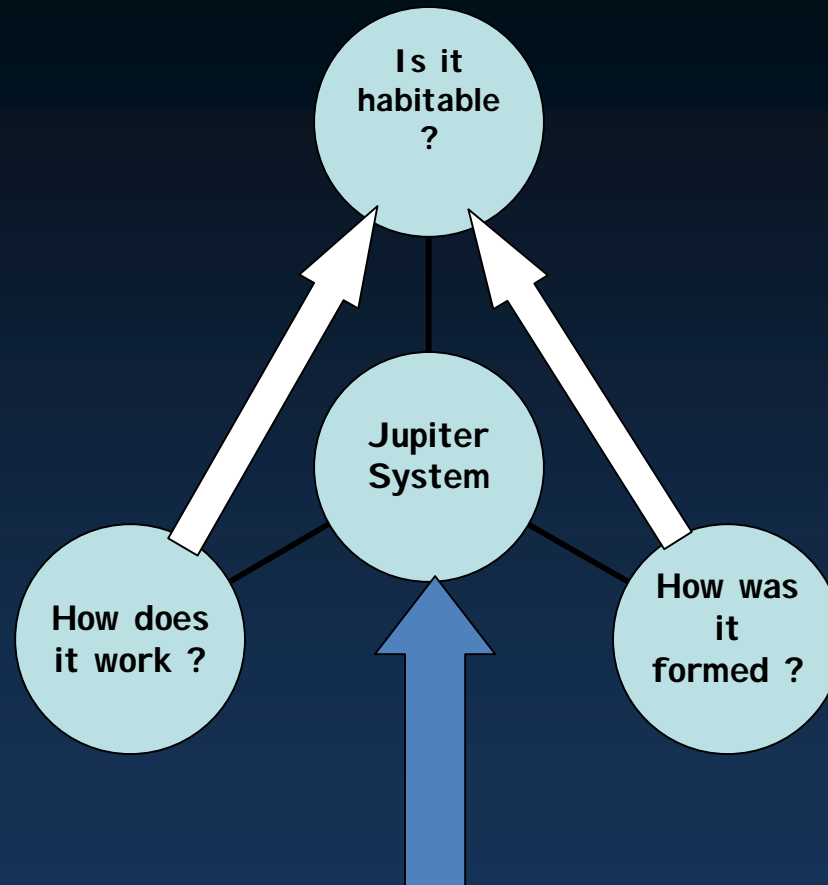 Is it
habitable
?
Jupiter
System
How does
it work ?
How was
it
formed ?